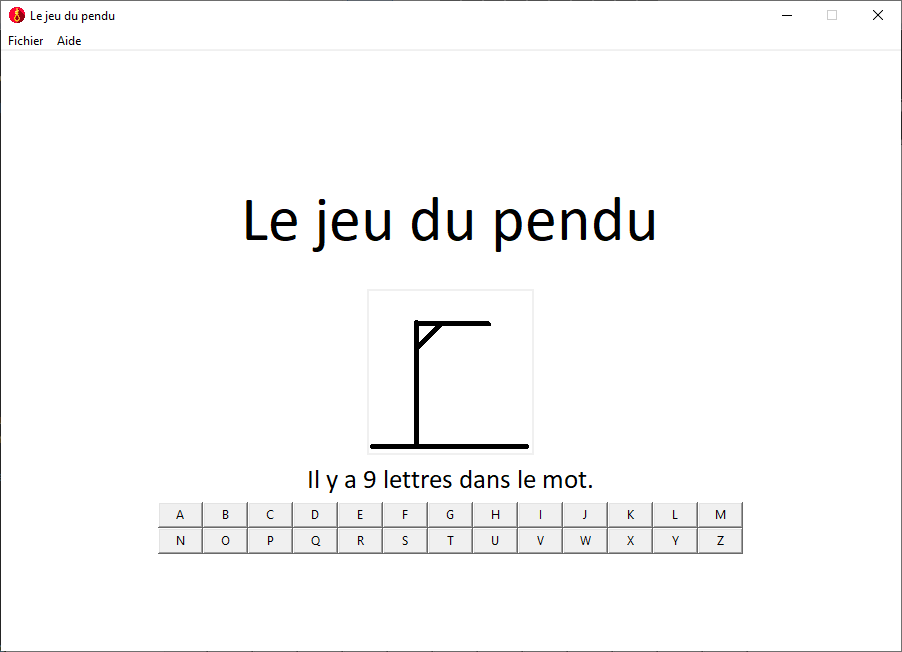 Le jeu du pendu
Fichier Aide
Le jeu du pendu
Il y a 9 lettres dans le mot.
A B C D E F G H I J K L M
N O P Q R S T U V W X Y Z